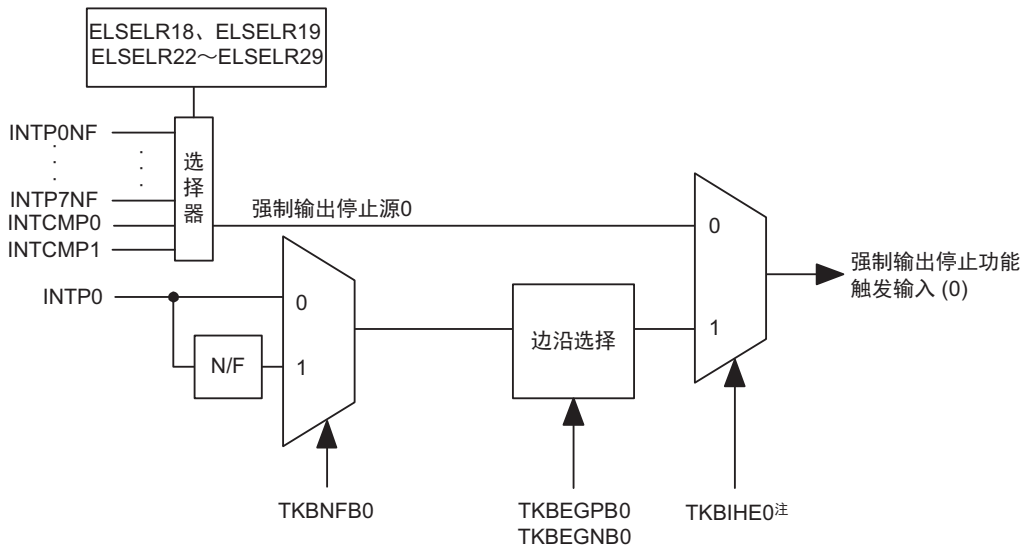 ELSELR18、ELSELR19
ELSELR22～ELSELR29
INTP0NF
INTP7NF
INTCMP0
INTCMP1
选择器
强制输出停止源0
INTP0
N/F
0
1
边沿选择
0
1
强制输出停止功能
触发输入 (0)
TKBNFB0
TKBEGPB0
TKBEGNB0
TKBIHE0注